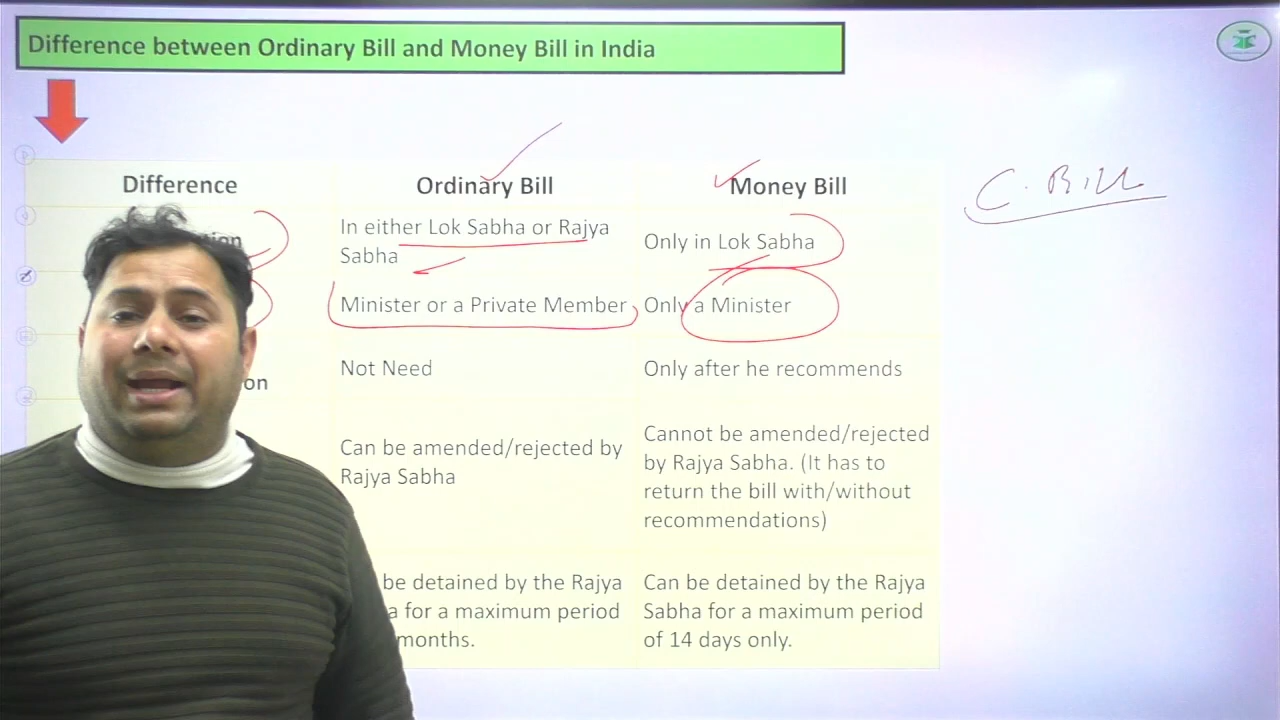 Difference between Ordinary Bill and Money Bill in India
Difference
Ordinary Bill
Money Bill
C. Bill
In either Lok Sabha or Rajya
Sabha
Only in Lok Sabha
Minister or a Private Member
Only a Minister
on
Not Need
Only after he recommends
Can be amended/rejected by
Rajya Sabha
Cannot be amended/rejected
by Rajya Sabha. (It has to
return the bill with/without
recommendations)
be detained by the Rajya
a for a maximum period
months.
Can be detained by the Rajya
Sabha for a maximum period
of 14 days only.